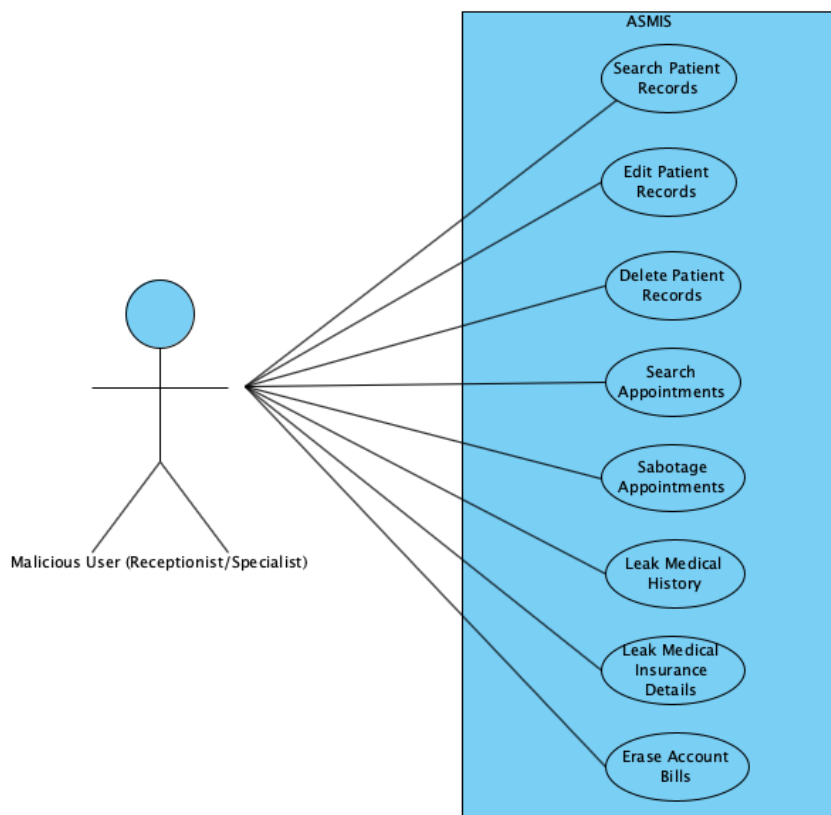 ASMIS
Search Patient
Records
Edit Patient
Records
Delete Patient
Records
Search
Appointments
Sabotage
Appointments
Malicious User (Receptionist/Specialist)
Leak Medical
History
Leak Medical
Insurance
Details
Erase Account
Bills